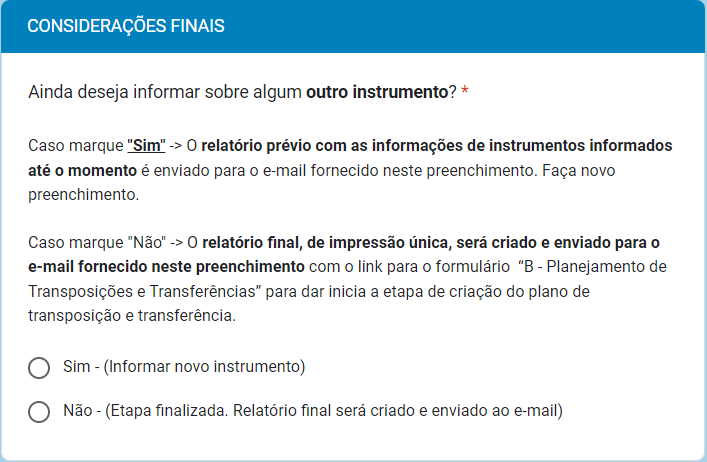 CONSIDERAÇÕES FINAIS
Ainda deseja informar sobre algum outro instrumento? *
Caso marque "Sim" -> O relatório prévio com as informações de instrumentos informados
até o momento é enviado para o e-mail fornecido neste preenchimento. Faça novo
preenchimento.
Caso marque "Não" -> O relatório final, de impressão única, será criado e enviado para o
e-mail fornecido neste preenchimento com o link para o formulário “B - Planejamento de
Transposições e Transferências” para dar inicia a etapa de criação do plano de
transposição e transferência.
Sim - (Informar novo instrumento)
Não - (Etapa finalizada. Relatório final será criado e enviado ao e-mail)